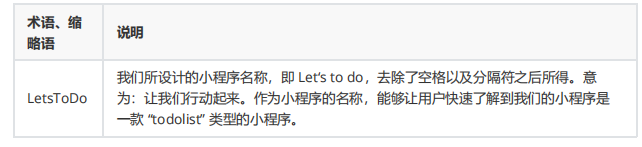 术语、缩
略语
说明
LetsToDo
我们所设计的小程序名称，即 Let’s to do，去除了空格以及分隔符之后所得。意
为：让我们行动起来。作为小程序的名称，能够让用户快速了解到我们的小程序是
一款 “todolist” 类型的小程序。